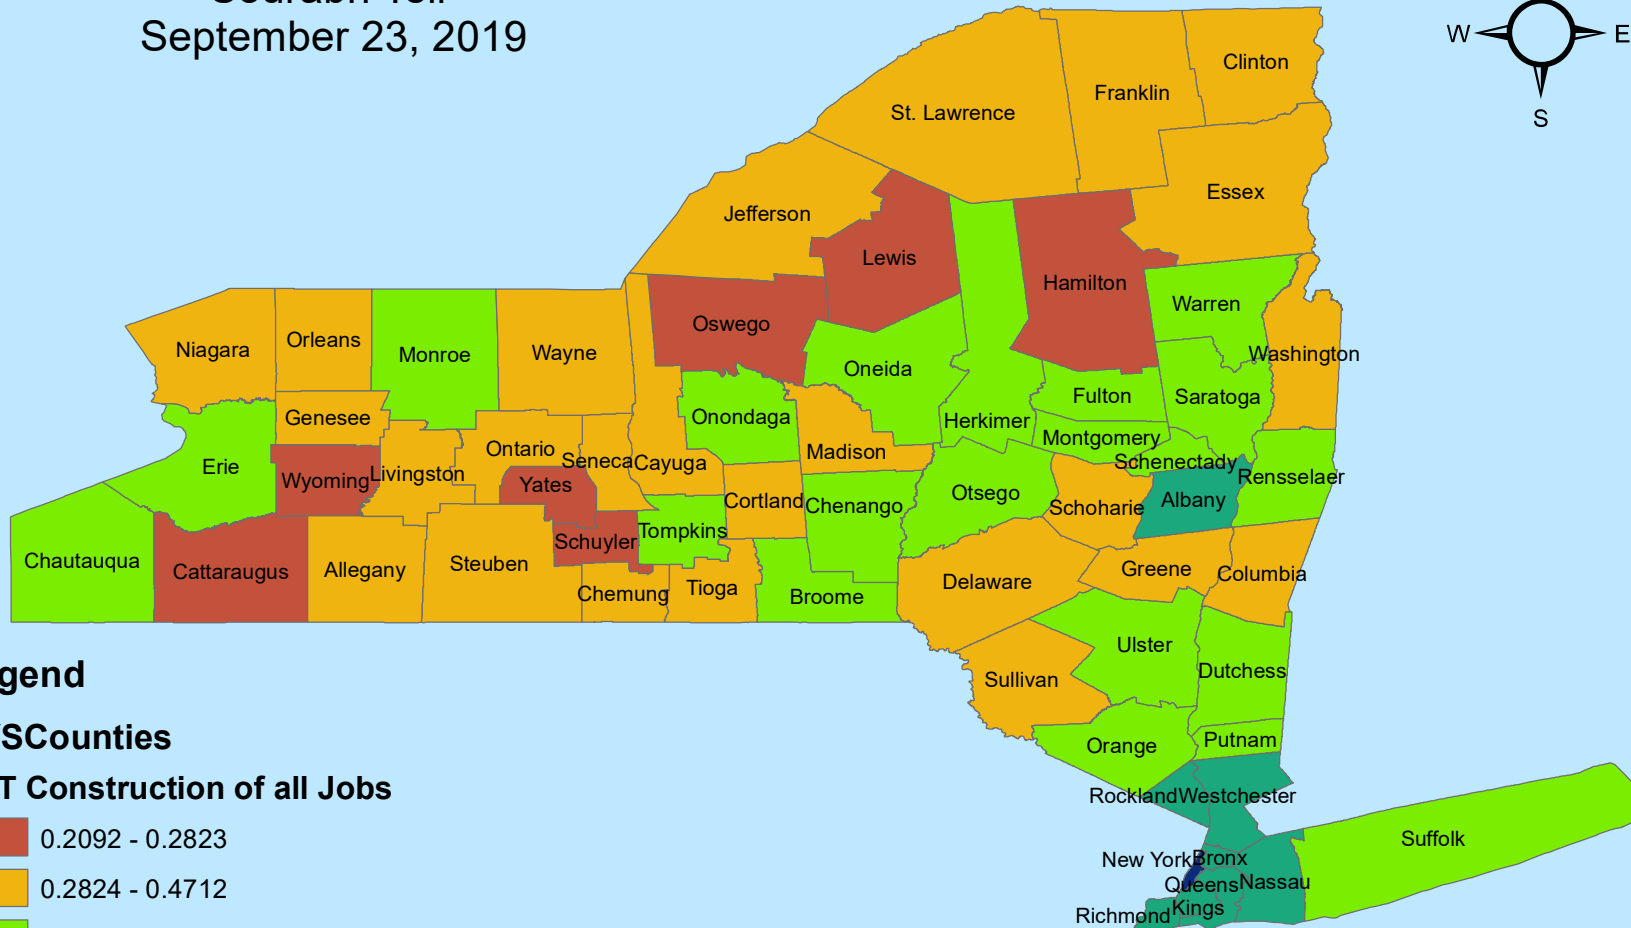 September 23, 2019
W
E
S
Clinton
Franklin
St. Lawrence
Essex
Jefferson
Lewis
Hamilton
Warren
Oswego
Niagara
Orleans
Monroe
Wayne
Washington
Oneida
Fulton
Saratoga
Genesee
Onondaga
Herkimer
Montgomery
Ontario
Madison
Seneca
Cayuga
Schenectady
Erie
Livingston
Rensselaer
Wyoming
Yates
Otsego
Cortland
Albany
Chenango
Schoharie
Tompkins
Schuyler
Chautauqua
Steuben
Cattaraugus
Allegany
Greene
Columbia
Delaware
Tioga
Chemung
Broome
Ulster
Dutchess
Sullivan
gend
SCounties
Putnam
Orange
T Construction of all Jobs
Rockland
Westchester
0.2092 - 0.2823
Suffolk
New York
Bronx
Queens
Nassau
0.2824 - 0.4712
Kings
Richmond